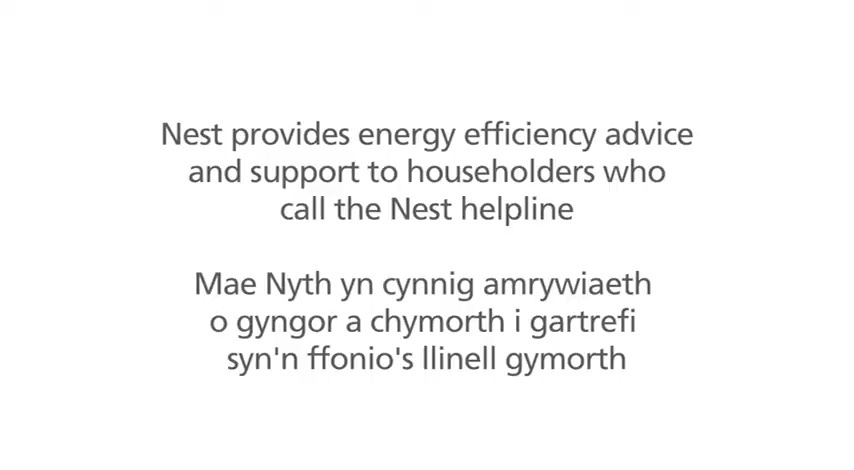 Nest provides energy efficiency advice
and support to householders who
call the Nest helpline
Mae Nyth yn cynnig amrywiaeth
o gyngor a chymorth i gartrefi
syn'n ffonio's llinell gymorth